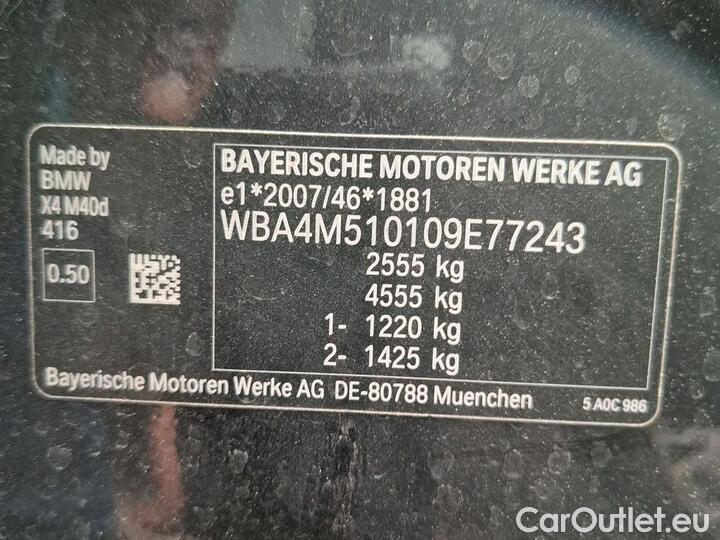 Made by
BMW
X4 M40d
416
0.50
BAYERISCHE MOTOREN WERKE AG
e1*2007/46*1881
WBA4M510109E77243
2555 kg
4555 kg
1- 1220 kg
2- 1425 kg
Bayerische Motoren Werke AG DE-80788 Muenchen
5 A0C 986
CarOutlet.eu